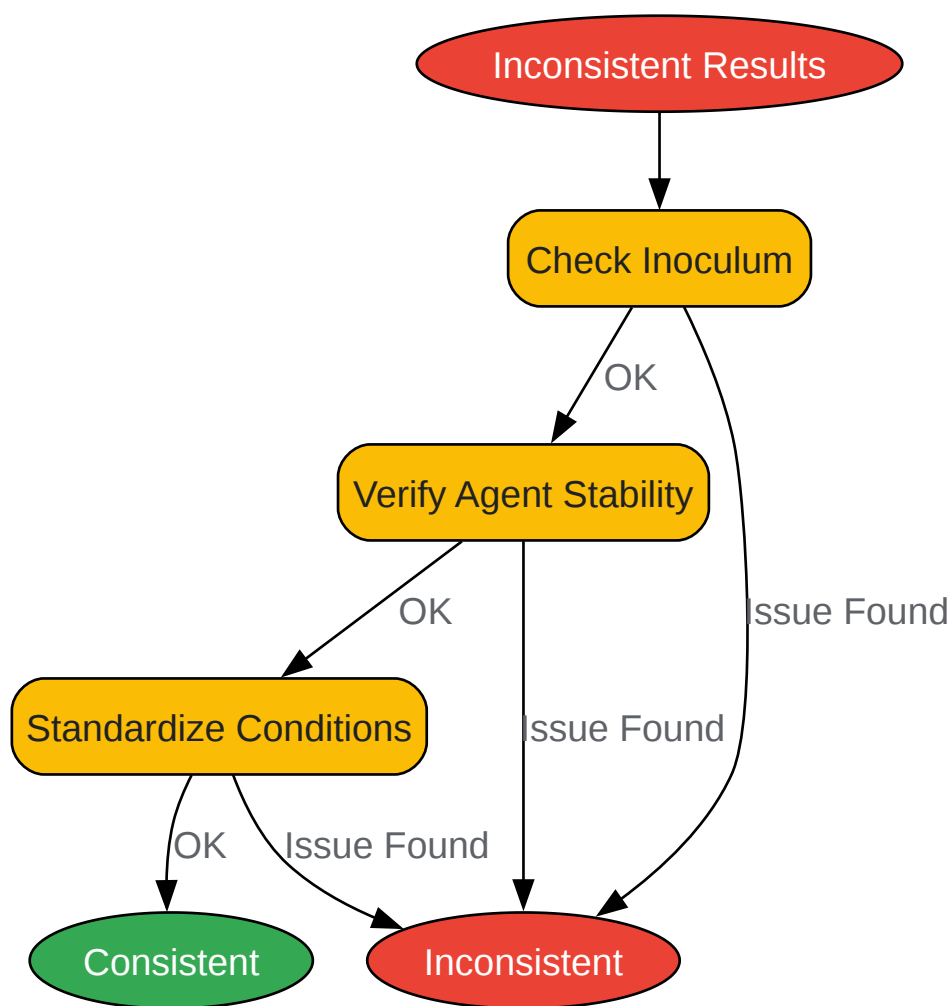 Inconsistent Results
Check Inoculum
OK
Verify Agent Stability
OK
Issue Found
Standardize Conditions
Issue Found
OK
Issue Found
Consistent
Inconsistent